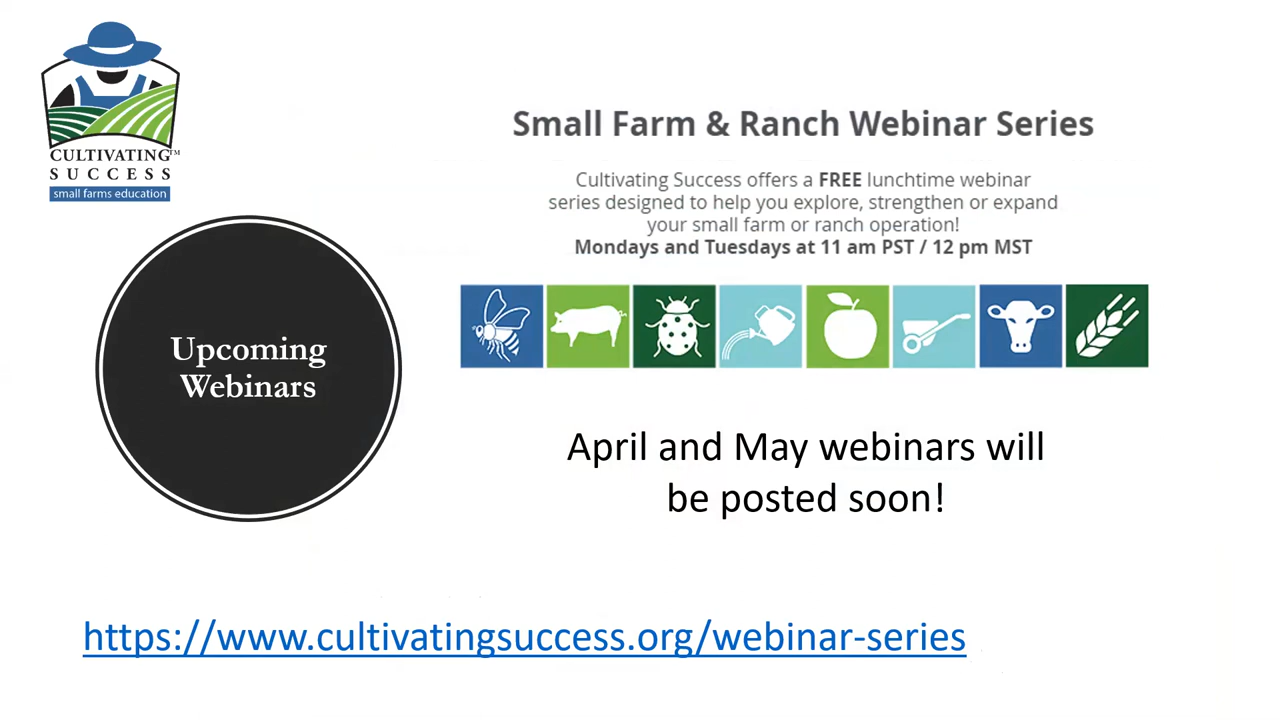 CULTIVATING™
SUCCESS
small farms education
Upcoming
Webinars
Small Farm & Ranch Webinar Series
Cultivating Success offers a FREE lunchtime webinar
series designed to help you explore, strengthen or expand
your small farm or ranch operation!
Mondays and Tuesdays at 11 am PST / 12 pm MST
April and May webinars will
be posted soon!
https://www.cultivatingsuccess.org/webinar-series